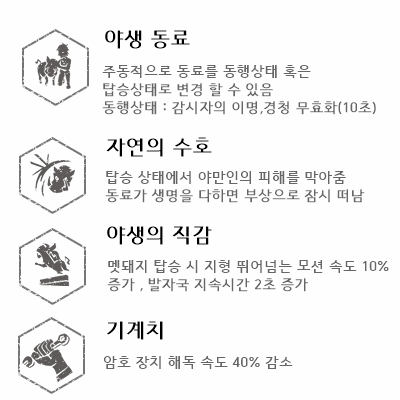 야생 동료
주동적으로 동료를 동행상태 혹은
탑승상태로 변경 할 수 있음
동행상태 : 감시자의 이명,경청 무효화(10초)
자연의 수호
탑승 상태에서 야만인의 피해를 막아줌
동료가 생명을 다하면 부상으로 잠시 떠남
야생의 직감
멧돼지 탑승 시 지형 뛰어넘는 모션 속도 10%
증가 , 발자국 지속시간 2초 증가
기계치
암호 장치 해독 속도 40% 감소